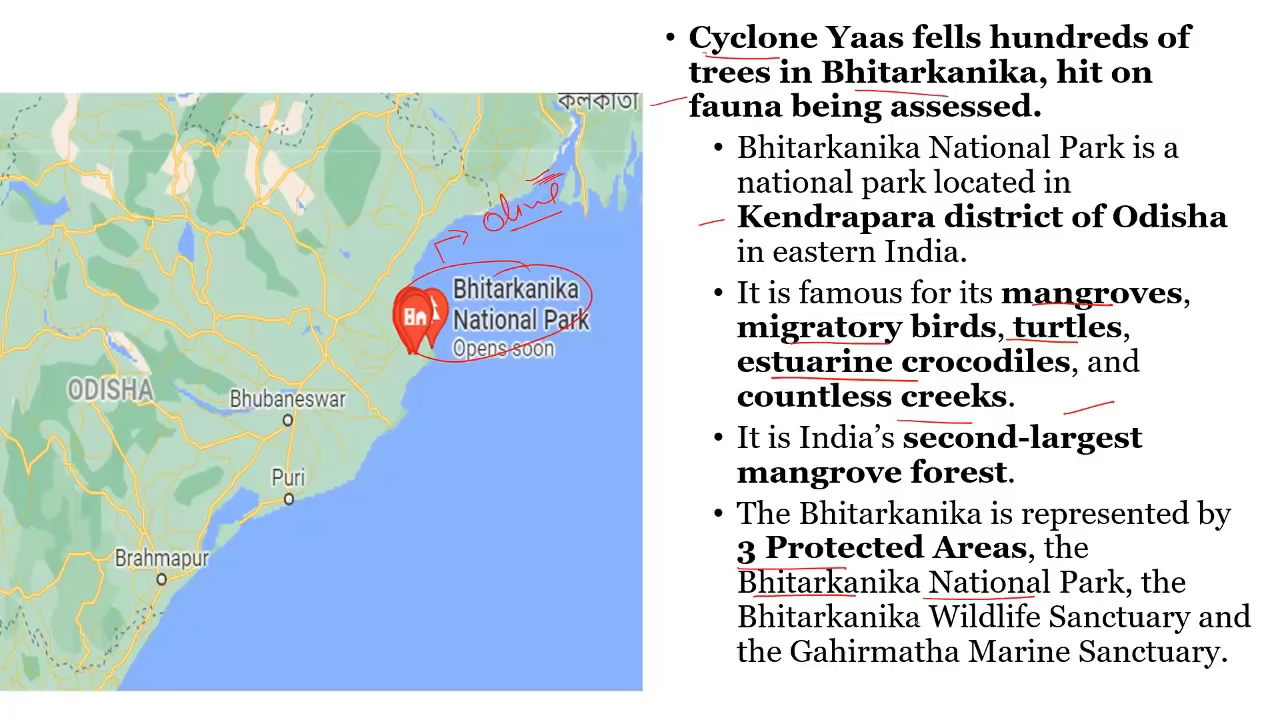 কলকাতা
Olive
Bhitarkanika
National Park
Opens soon
ODISHA
Bhubaneswar
Puri
Brahmapur
• Cyclone Yaas fells hundreds of
trees in Bhitarkanika, hit on
fauna being assessed.
• Bhitarkanika National Park is a
national park located in
Kendrapara district of Odisha
in eastern India.
• It is famous for its mangroves,
migratory birds, turtles,
estuarine crocodiles, and
countless creeks.
• It is India’s second-largest
mangrove forest.
• The Bhitarkanika is represented by
3 Protected Areas, the
Bhitarkanika National Park, the
Bhitarkanika Wildlife Sanctuary and
the Gahirmatha Marine Sanctuary.